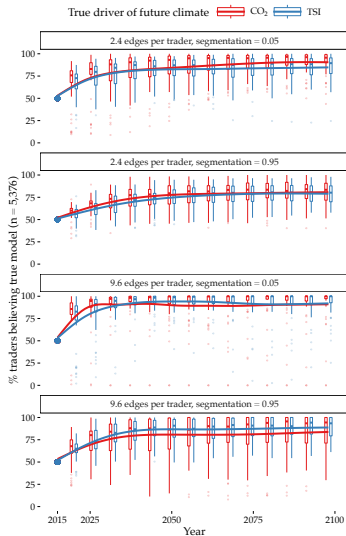 True driver of future climate CO₂ TSI
2.4 edges per trader, segmentation = 0.05
100
75
50
25
0
2.4 edges per trader, segmentation = 0.95
100
75
50
25
0
9.6 edges per trader, segmentation = 0.05
100
75
50
25
0
9.6 edges per trader, segmentation = 0.95
100
75
50
25
0
% traders believing true model (n = 5,376)
2015 2025 2050 2075 2100
Year